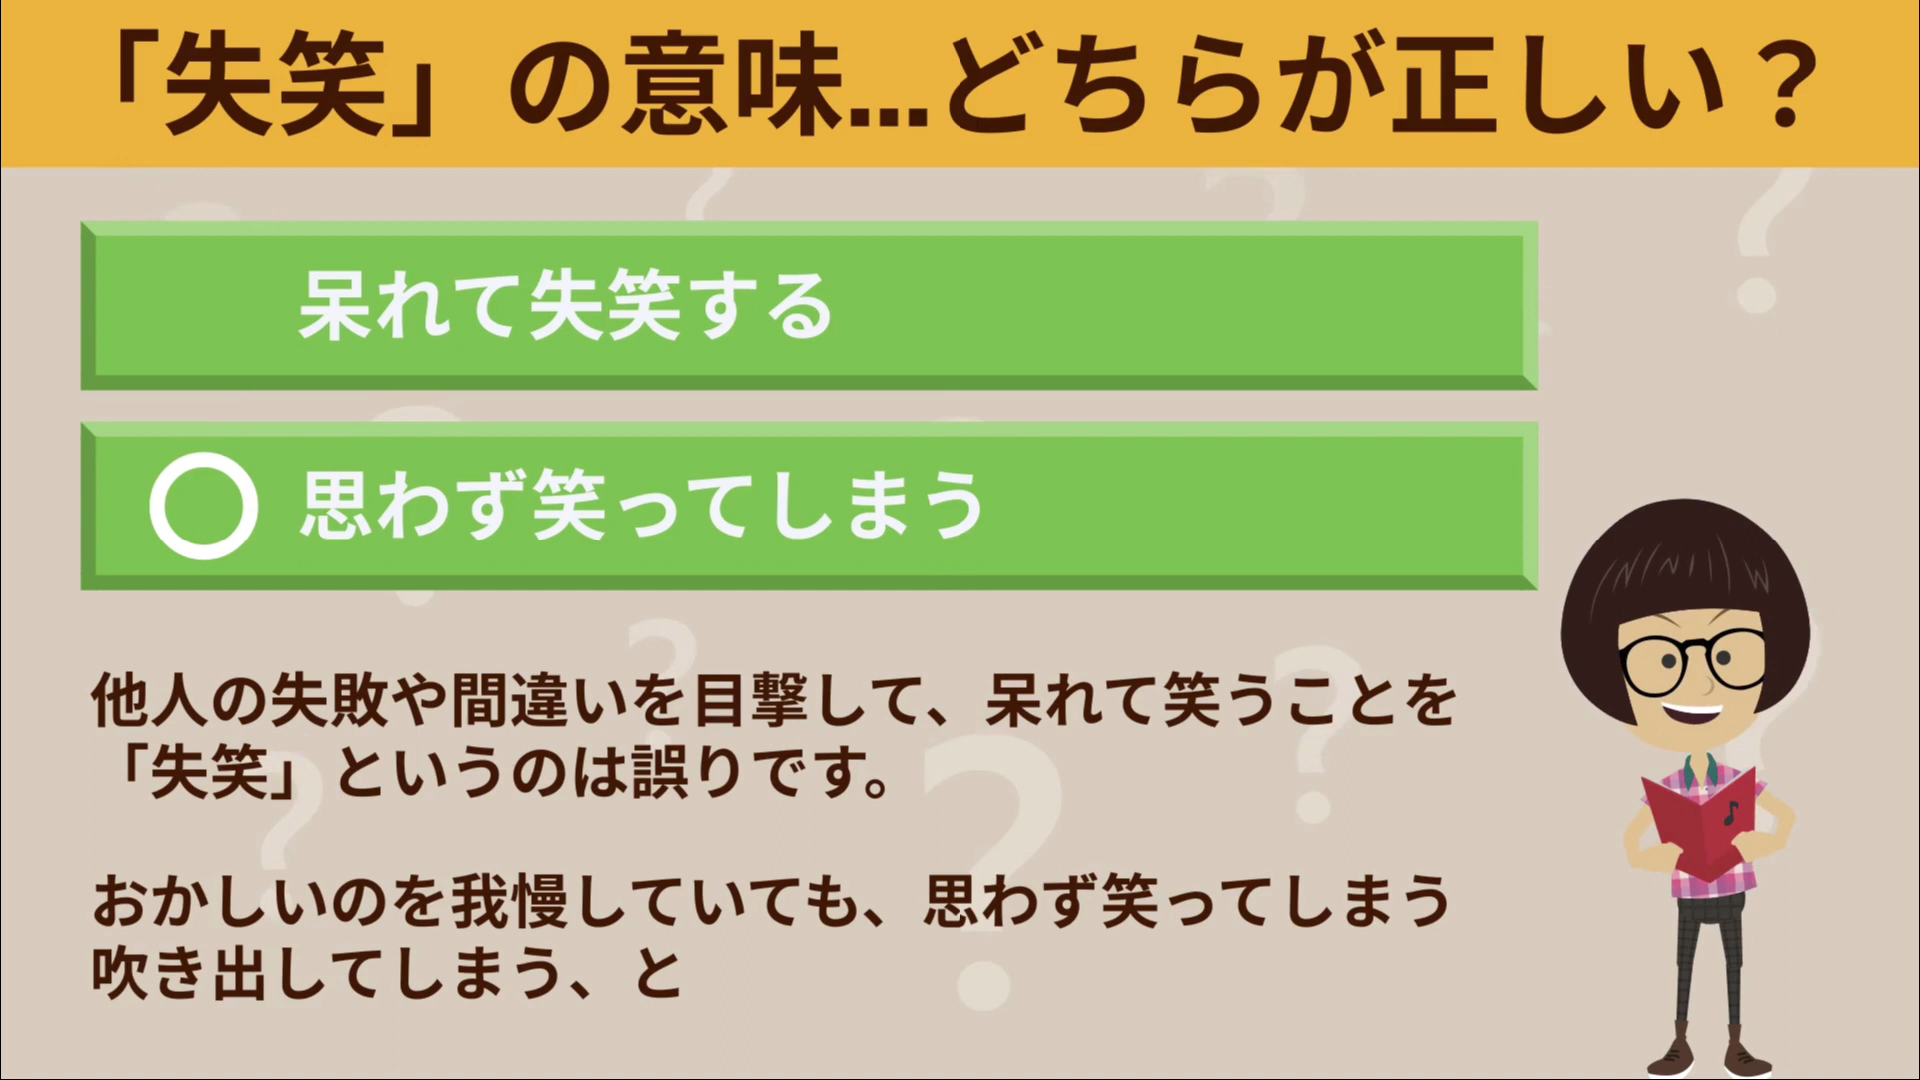 「失笑」の意味...どちらが正しい？
呆れて失笑する
思わず笑ってしまう
他人の失敗や間違いを目撃して、呆れて笑うことを
「失笑」というのは誤りです。
おかしいのを我慢していても、思わず笑ってしまう
吹き出してしまう、と